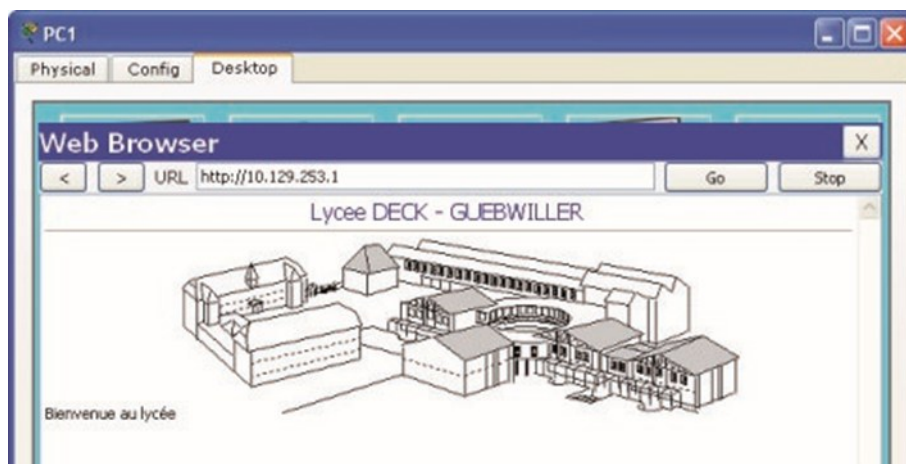 PC1
Physical Config Desktop
Web Browser X
< > URL http://10.129.253.1 Go Stop
Lycee DECK - GUEBWILLER
Bienvenue au lycée